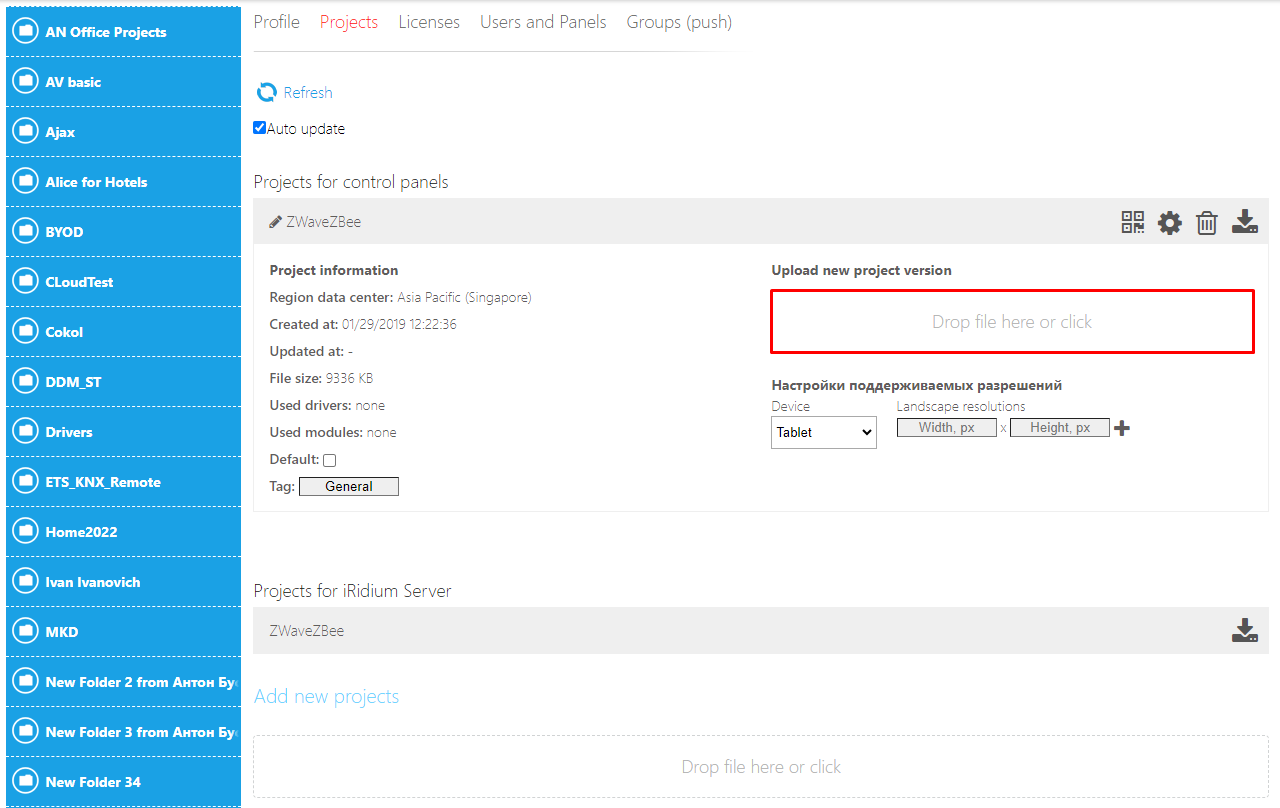 AN Office Projects
AV basic
Ajax
Alice for Hotels
BYOD
CLoudTest
Cokol
DDM_ST
Drivers
ETS_KNX_Remote
Home2022
Ivan Ivanovich
MKD
New Folder 2 from Антон Бу
New Folder 3 from Антон Бу
New Folder 34
Profile Projects Licenses Users and Panels Groups (push)
Refresh
Auto update
Projects for control panels
ZWaveZBee
Project information
Region data center: Asia Pacific (Singapore)
Created at: 01/29/2019 12:22:36
Updated at: -
File size: 9336 KB
Used drivers: none
Used modules: none
Default:
Tag: General
Upload new project version
Drop file here or click
Настройки поддерживаемых разрешений
Device Landscape resolutions
Tablet Width, px x Height, px
Projects for iRidium Server
ZWaveZBee
Add new projects
Drop file here or click